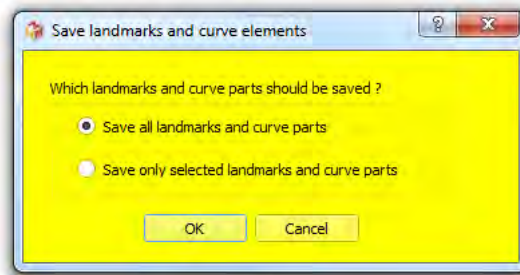 Save landmarks and curve elements
Which landmarks and curve parts should be saved ?
Save all landmarks and curve parts
Save only selected landmarks and curve parts
OK Cancel